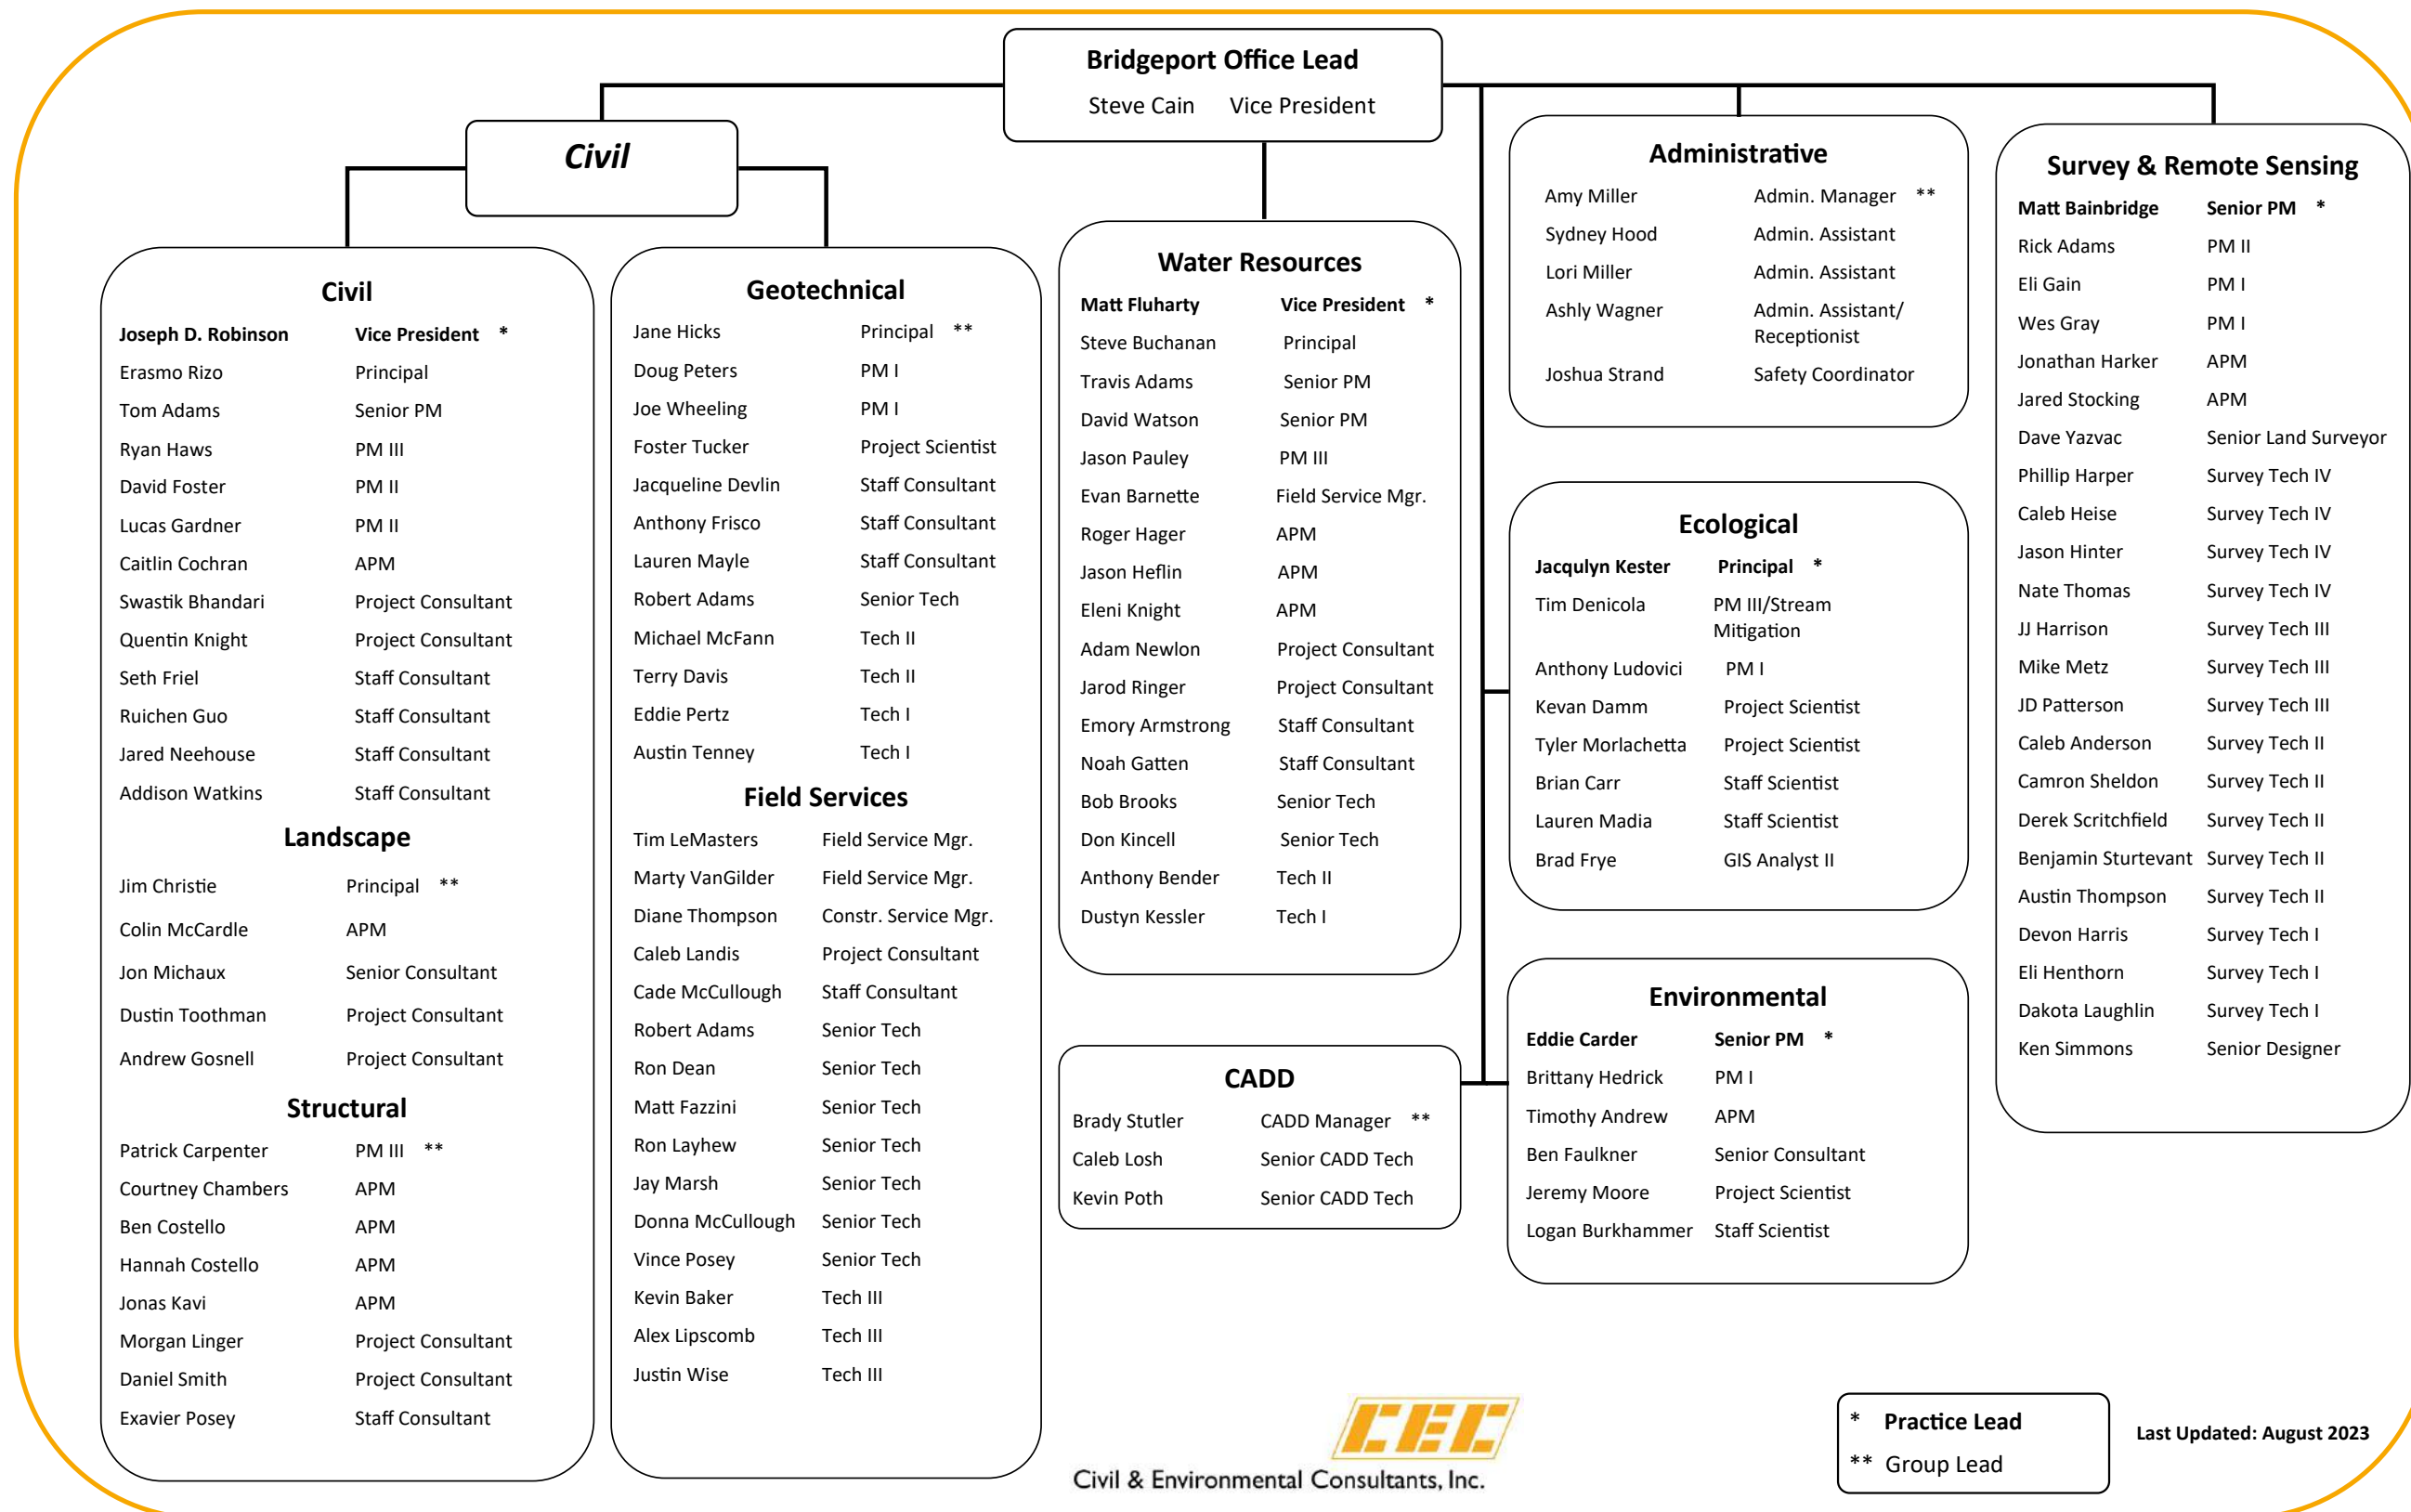 Bridgeport Office Lead
Steve Cain Vice President
Civil
Civil
Joseph D. Robinson Vice President *
Erasmo Rizo Principal
Tom Adams Senior PM
Ryan Haws PM III
David Foster PM II
Lucas Gardner PM II
Caitlin Cochran APM
Swastik Bhandari Project Consultant
Quentin Knight Project Consultant
Seth Friel Staff Consultant
Ruichen Guo Staff Consultant
Jared Neehouse Staff Consultant
Addison Watkins Staff Consultant
Landscape
Jim Christie Principal **
Colin McCardle APM
Jon Michaux Senior Consultant
Dustin Toothman Project Consultant
Andrew Gosnell Project Consultant
Structural
Patrick Carpenter PM III **
Courtney Chambers APM
Ben Costello APM
Hannah Costello APM
Jonas Kavi APM
Morgan Linger Project Consultant
Daniel Smith Project Consultant
Exavier Posey Staff Consultant
Geotechnical
Jane Hicks Principal **
Doug Peters PM I
Joe Wheeling PM I
Foster Tucker Project Scientist
Jacqueline Devlin Staff Consultant
Anthony Frisco Staff Consultant
Lauren Mayle Staff Consultant
Robert Adams Senior Tech
Michael McFann Tech II
Terry Davis Tech II
Eddie Pertz Tech I
Austin Tenney Tech I
Field Services
Tim LeMasters Field Service Mgr.
Marty VanGilder Field Service Mgr.
Diane Thompson Constr. Service Mgr.
Caleb Landis Project Consultant
Cade McCullough Staff Consultant
Robert Adams Senior Tech
Ron Dean Senior Tech
Matt Fazzini Senior Tech
Ron Layhew Senior Tech
Jay Marsh Senior Tech
Donna McCullough Senior Tech
Vince Posey Senior Tech
Kevin Baker Tech III
Alex Lipscomb Tech III
Justin Wise Tech III
Water Resources
Matt Fluharty Vice President *
Steve Buchanan Principal
Travis Adams Senior PM
David Watson Senior PM
Jason Pauley PM III
Evan Barnette Field Service Mgr.
Roger Hager APM
Jason Heflin APM
Eleni Knight APM
Adam Newlon Project Consultant
Jarod Ringer Project Consultant
Emory Armstrong Staff Consultant
Noah Gatten Staff Consultant
Bob Brooks Senior Tech
Don Kincell Senior Tech
Anthony Bender Tech II
Dustyn Kessler Tech I
CADD
Brady Stutler CADD Manager **
Caleb Losh Senior CADD Tech
Kevin Poth Senior CADD Tech
Administrative
Amy Miller Admin. Manager **
Sydney Hood Admin. Assistant
Lori Miller Admin. Assistant
Ashly Wagner Admin. Assistant/
Receptionist
Joshua Strand Safety Coordinator
Ecological
Jacqulyn Kester Principal *
Tim Denicola PM III/Stream
Mitigation
Anthony Ludovici PM I
Kevan Damm Project Scientist
Tyler Morlachetta Project Scientist
Brian Carr Staff Scientist
Lauren Madia Staff Scientist
Brad Frye GIS Analyst II
Environmental
Eddie Carder Senior PM *
Brittany Hedrick PM I
Timothy Andrew APM
Ben Faulkner Senior Consultant
Jeremy Moore Project Scientist
Logan Burkhammer Staff Scientist
Survey & Remote Sensing
Matt Bainbridge Senior PM *
Rick Adams PM II
Eli Gain PM I
Wes Gray PM I
Jonathan Harker APM
Jared Stocking APM
Dave Yazvac Senior Land Surveyor
Phillip Harper Survey Tech IV
Caleb Heise Survey Tech IV
Jason Hinter Survey Tech IV
Nate Thomas Survey Tech IV
JJ Harrison Survey Tech III
Mike Metz Survey Tech III
JD Patterson Survey Tech III
Caleb Anderson Survey Tech II
Camron Sheldon Survey Tech II
Derek Scritchfield Survey Tech II
Benjamin Sturtevant Survey Tech II
Austin Thompson Survey Tech II
Devon Harris Survey Tech I
Eli Henthorn Survey Tech I
Dakota Laughlin Survey Tech I
Ken Simmons Senior Designer
CEC
Civil & Environmental Consultants, Inc.
* Practice Lead
** Group Lead
Last Updated: August 2023